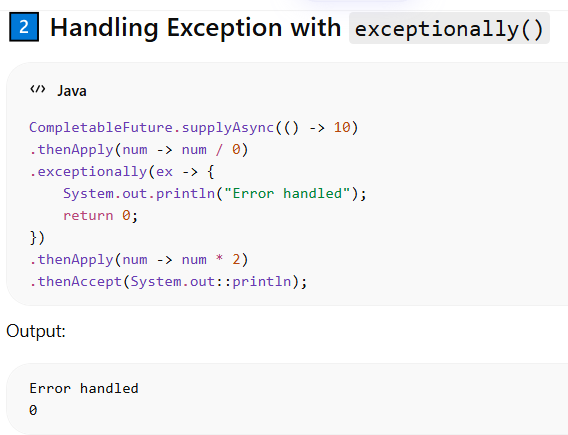 2 Handling Exception with exceptionally()
</> Java
CompletableFuture.supplyAsync(() -> 10)
.thenApply(num -> num / 0)
.exceptionally(ex -> {
    System.out.println("Error handled");
    return 0;
})
.thenApply(num -> num * 2)
.thenAccept(System.out::println);
Output:
Error handled
0